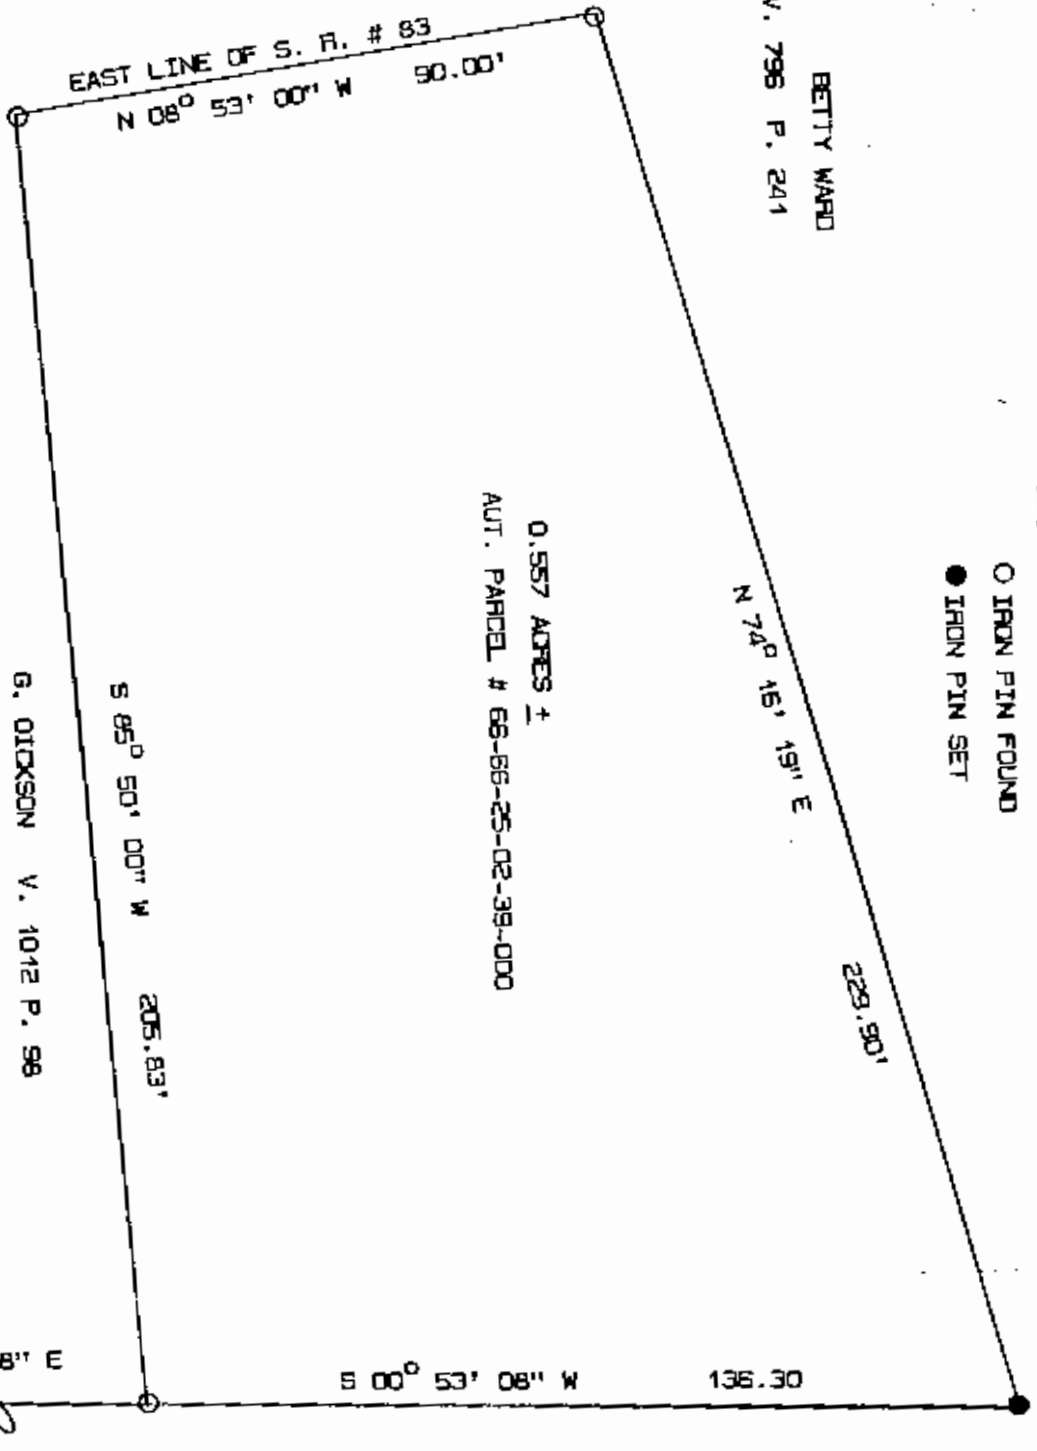 EAST LINE OF S. R. # 83
N 08° 53' 00" W 90.00'
BETTY WARD
V. 796 P. 241
O IRON PIN FOUND
● IRON PIN SET
N 74° 16' 19" E 229.90'
0.557 ACRES ±
AUT. PARCEL # 66-66-25-02-39-000
S 85° 50' 00" W 205.83'
G. DICKSON V. 1012 P. 96
8" E
S 00° 53' 08" W 136.30